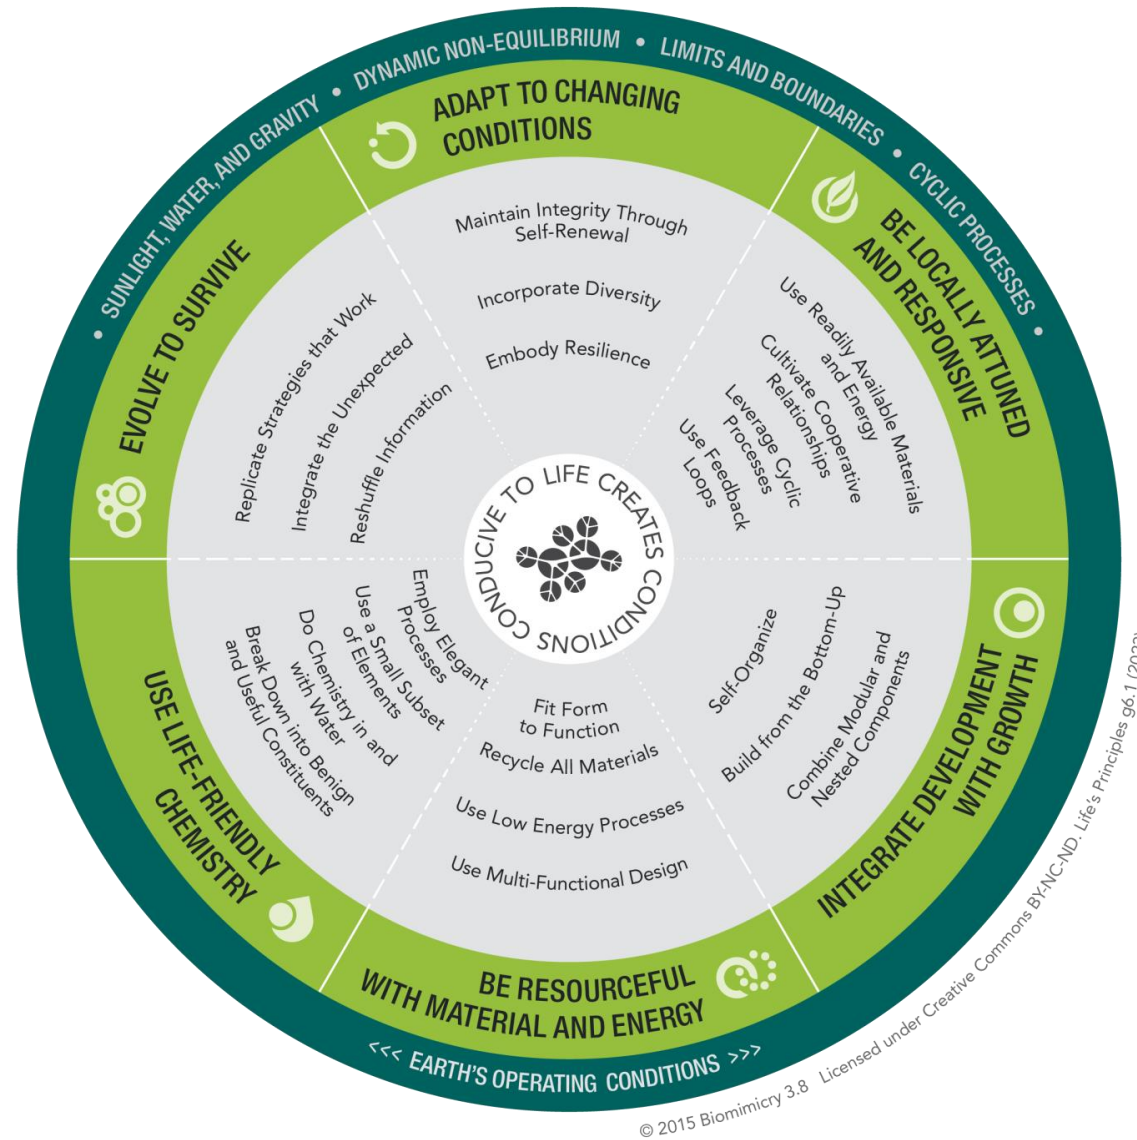 • SUNLIGHT, WATER, AND GRAVITY • DYNAMIC NON-EQUILIBRIUM • LIMITS AND BOUNDARIES • CYCLIC PROCESSES •
ADAPT TO CHANGING
CONDITIONS
Maintain Integrity Through
Self-Renewal
Incorporate Diversity
Embody Resilience
BE LOCALLY ATTUNED
AND RESPONSIVE
Use Readily Available Materials
and Energy
Cultivate Cooperative
Relationships
Leverage Cyclic
Processes
Use Feedback
Loops
INTEGRATE DEVELOPMENT
WITH GROWTH
Self-Organize
Build from the Bottom-Up
Combine Modular and
Nested Components
BE RESOURCEFUL
WITH MATERIAL AND ENERGY
Fit Form
to Function
Recycle All Materials
Use Low Energy Processes
Use Multi-Functional Design
USE LIFE-FRIENDLY
CHEMISTRY
Employ Elegant
Processes
Use a Small Subset
of Elements
Do Chemistry in and
with Water
Break Down into Benign
and Useful Constituents
EVOLVE TO SURVIVE
Replicate Strategies that Work
Integrate the Unexpected
Reshuffle Information
LIFE CREATES CONDITIONS CONDUCIVE TO
<<< EARTH'S OPERATING CONDITIONS >>>
© 2015 Biomimicry 3.8 Licensed under Creative Commons BY-NC-ND. Life's Principles g6.1